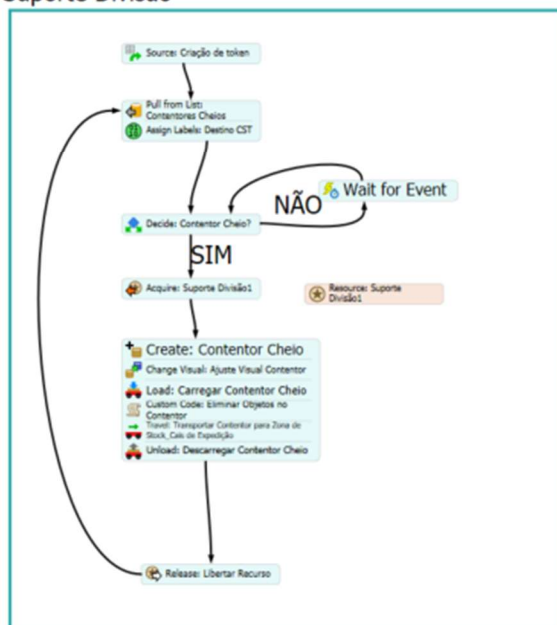 Suporte Divisão
Source: Criação de token
Pull from List:
Contentores Cheios
Assign Labels: Destino CST
Wait for Event
NÃO
Decide: Contentor Cheio?
SIM
Acquire: Suporte Divisão1
Resource: Suporte
Divisão1
Create: Contentor Cheio
Change Visual: Ajuste Visual Contentor
Load: Carregar Contentor Cheio
Custom Code: Eliminar Objetos no
Contentor
Travel: Transportar Contentor para Zona de
Stock_Cais de Expedição
Unload: Descarregar Contentor Cheio
Release: Libertar Recurso